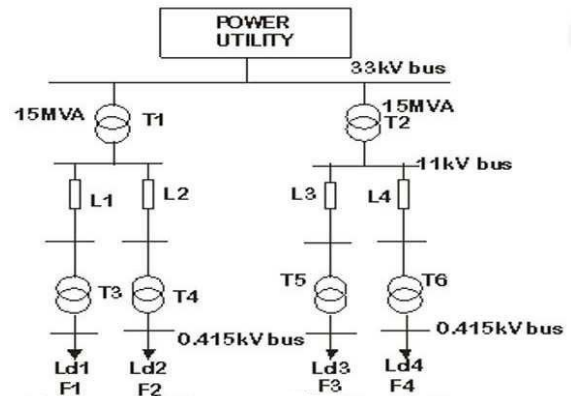 POWER
UTILITY
33kV bus
15MVA T1
15MVA
T2
11kV bus
L1 L2 L3 L4
T3 T4 T5 T6
0.415kV bus 0.415kV bus
Ld1 Ld2 Ld3 Ld4
F1 F2 F3 F4